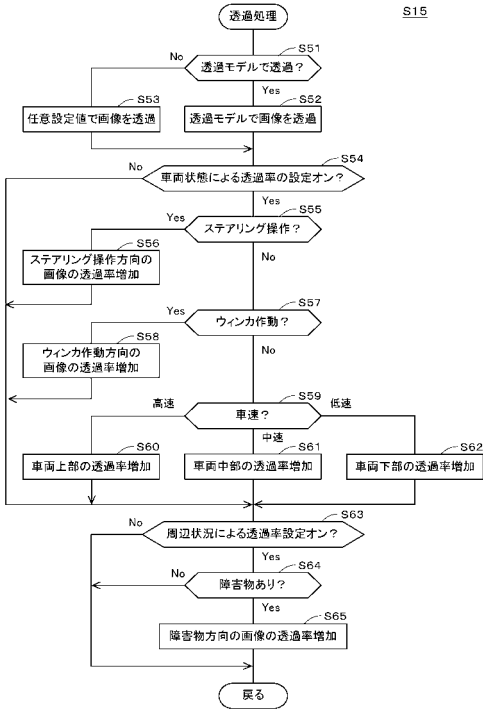 透過処理
S15
S51
No
透過モデルで透過?
Yes
S53
S52
任意設定値で画像を透過
透過モデルで画像を透過
S54
No
車両状態による透過率の設定オン?
Yes
S55
Yes
ステアリング操作?
S56
No
ステアリング操作方向の
画像の透過率増加
S57
Yes
ウィンカ作動?
S58
No
ウィンカ作動方向の
画像の透過率増加
S59
高速
車速?
低速
中速
S60
S61
S62
車両上部の透過率増加
車両中部の透過率増加
車両下部の透過率増加
S63
No
周辺状況による透過率設定オン?
Yes
S64
No
障害物あり?
Yes
S65
障害物方向の画像の透過率増加
戻る